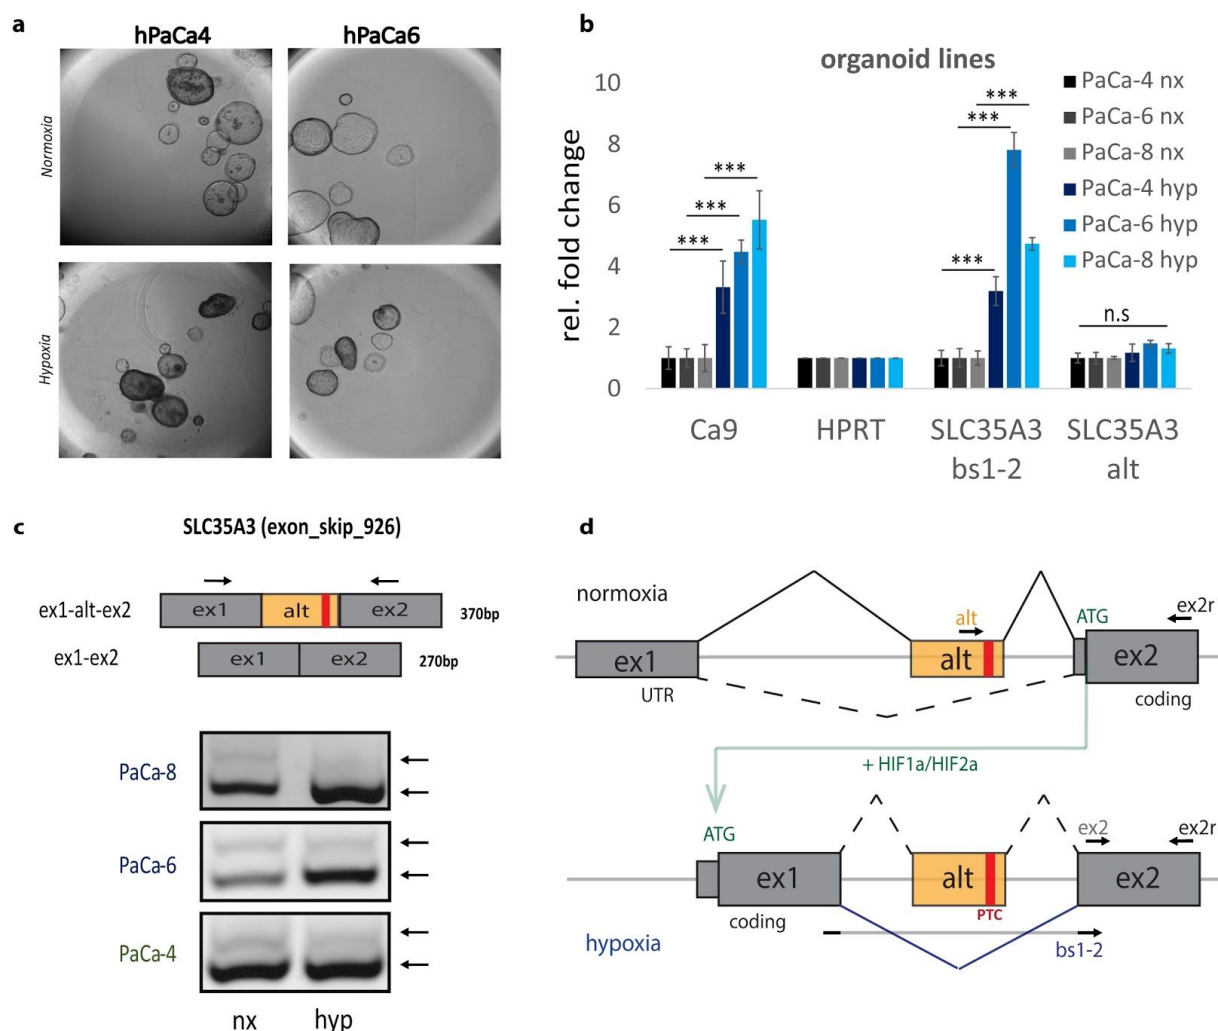 a
hPaCa4
hPaCa6
Normoxia
Hypoxia
b
organoid lines
rel. fold change
10
8
6
4
2
0
***
***
***
***
***
***
n.s
PaCa-4 nx
PaCa-6 nx
PaCa-8 nx
PaCa-4 hyp
PaCa-6 hyp
PaCa-8 hyp
Ca9
HPRT
SLC35A3
bs1-2
SLC35A3
alt
c
SLC35A3 (exon_skip_926)
ex1-alt-ex2
ex1
alt
ex2
370bp
ex1-ex2
ex1
ex2
270bp
PaCa-8
PaCa-6
PaCa-4
nx
hyp
d
normoxia
alt
ATG
ex2r
ex1
alt
ex2
UTR
coding
+ HIF1a/HIF2a
ATG
ex2
ex2r
ex1
alt
ex2
coding
PTC
hypoxia
bs1-2